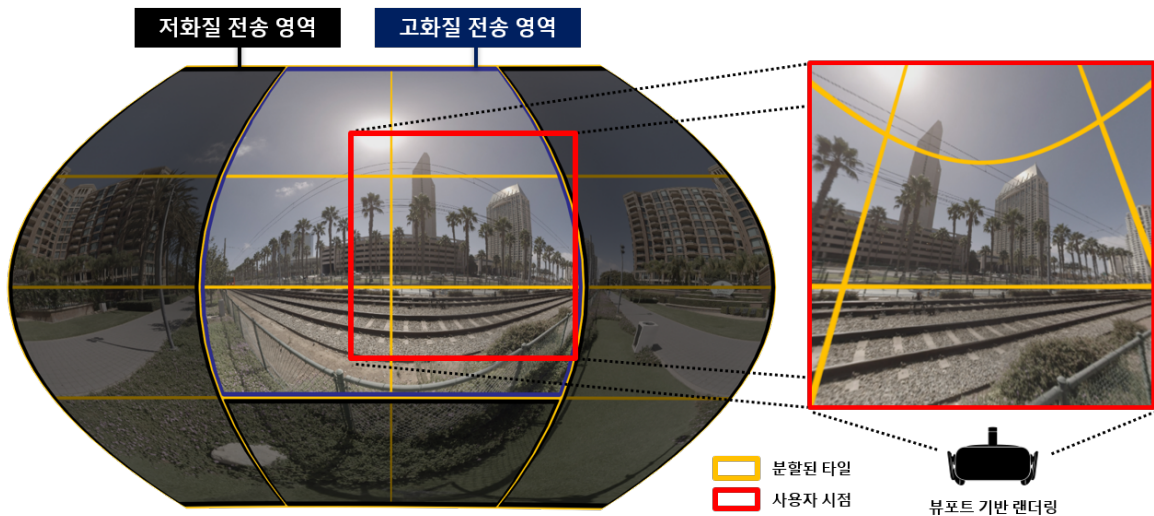 저화질 전송 영역
고화질 전송 영역
분할된 타일
사용자 시점
뷰포트 기반 랜더링